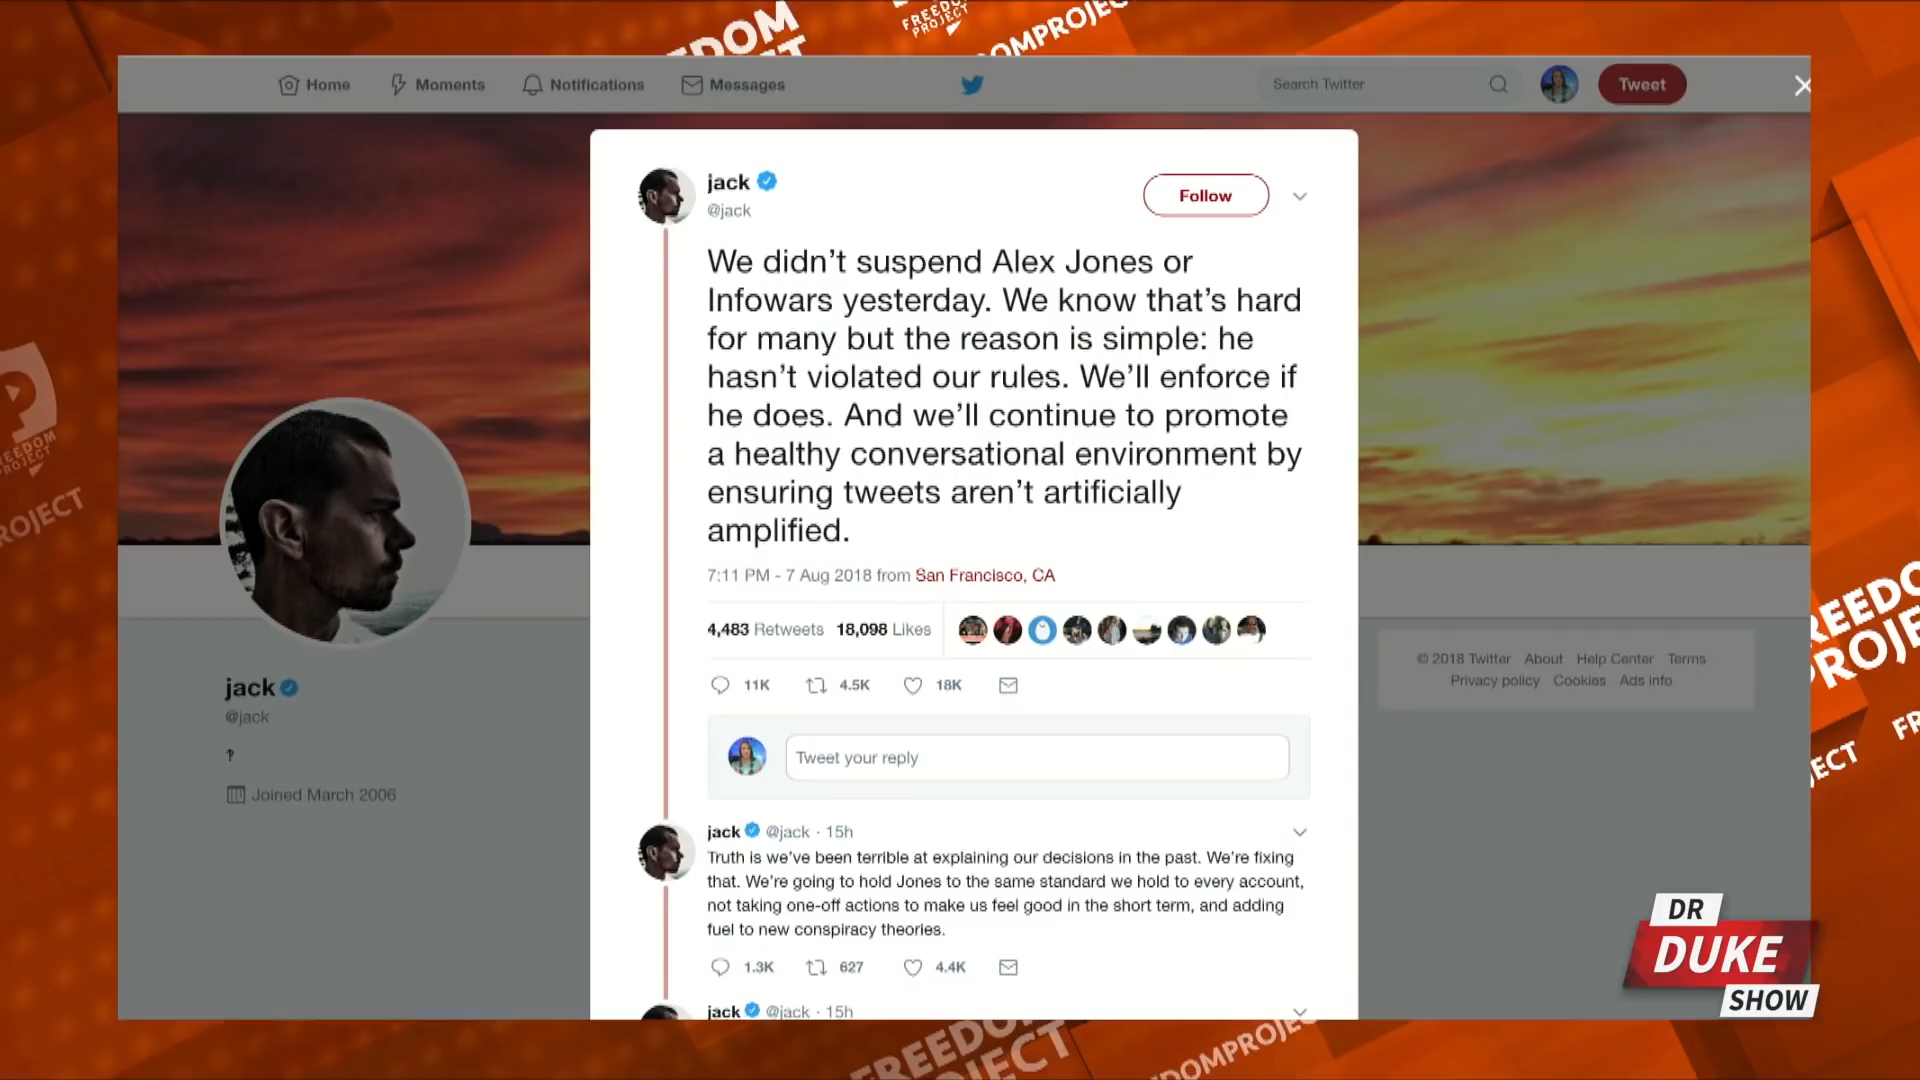 FREEDOM
PROJECT
Home
Moments
Notifications
Messages
Search Twitter
Tweet
jack
@jack
Follow
We didn’t suspend Alex Jones or
Infowars yesterday. We know that’s hard
for many but the reason is simple: he
hasn’t violated our rules. We’ll enforce if
he does. And we’ll continue to promote
a healthy conversational environment by
ensuring tweets aren’t artificially
amplified.
7:11 PM - 7 Aug 2018 from San Francisco, CA
4,483 Retweets 18,098 Likes
11K 4.5K 18K
Tweet your reply
jack @jack · 15h
Truth is we’ve been terrible at explaining our decisions in the past. We’re fixing
that. We’re going to hold Jones to the same standard we hold to every account,
not taking one-off actions to make us feel good in the short term, and adding
fuel to new conspiracy theories.
1.3K 627 4.4K
jack @jack · 15h
jack
@jack
Joined March 2006
© 2018 Twitter About Help Center Terms
Privacy policy Cookies Ads info
DR
DUKE
SHOW